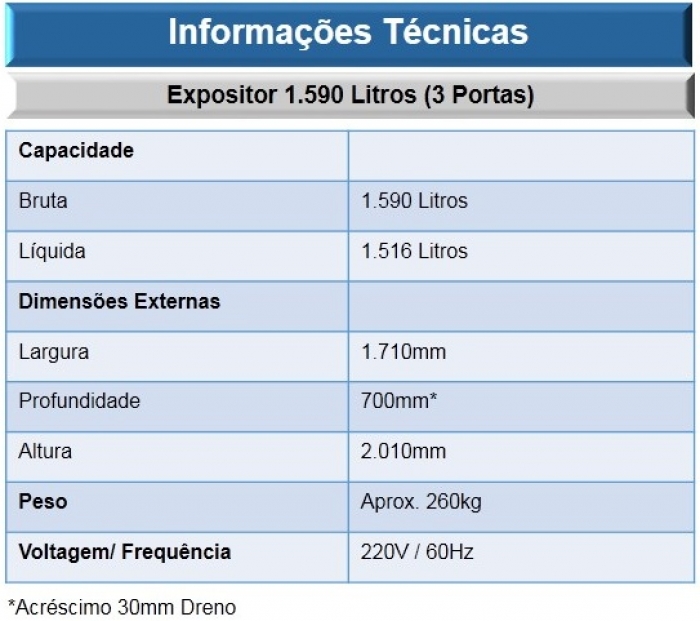 Informações Técnicas
Expositor 1.590 Litros (3 Portas)
Capacidade
Bruta 1.590 Litros
Líquida 1.516 Litros
Dimensões Externas
Largura 1.710mm
Profundidade 700mm*
Altura 2.010mm
Peso Aprox. 260kg
Voltagem/ Frequência 220V / 60Hz
*Acréscimo 30mm Dreno